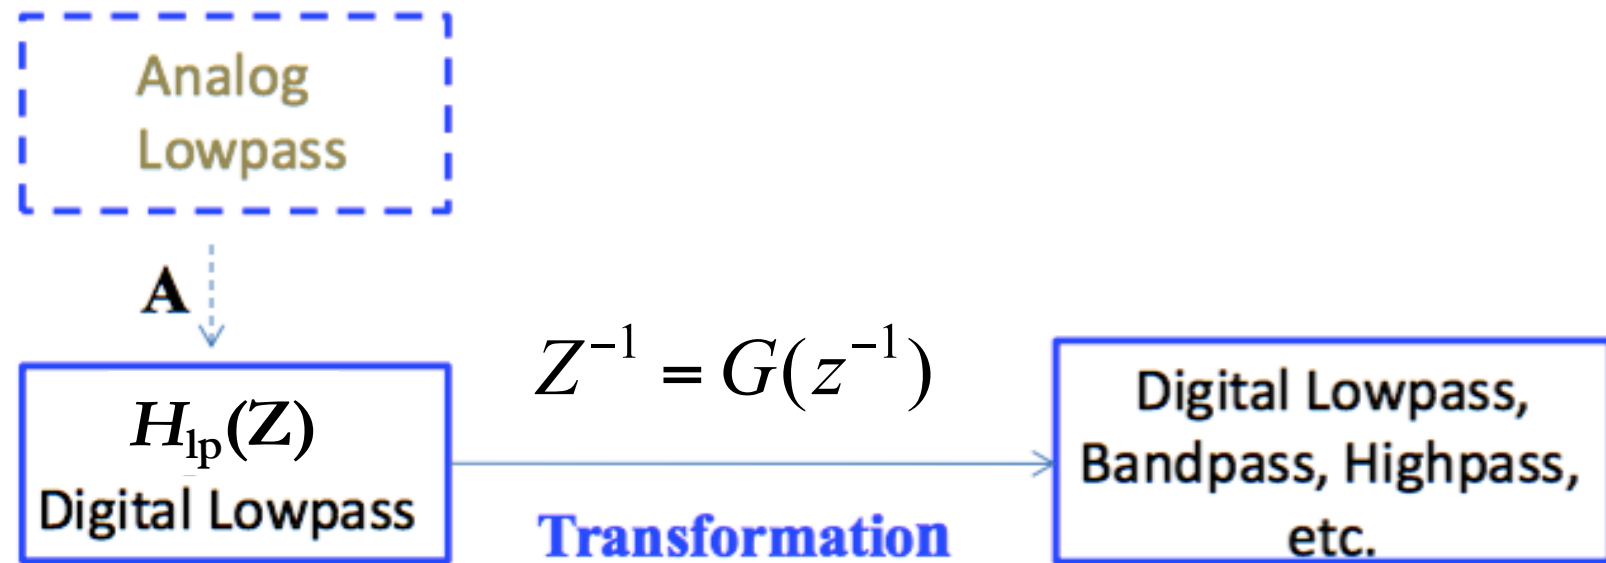 Analog
Lowpass
A
Z⁻¹ = G(z⁻¹)
H_lp(Z)
Digital Lowpass
Transformation
Digital Lowpass,
Bandpass, Highpass,
etc.